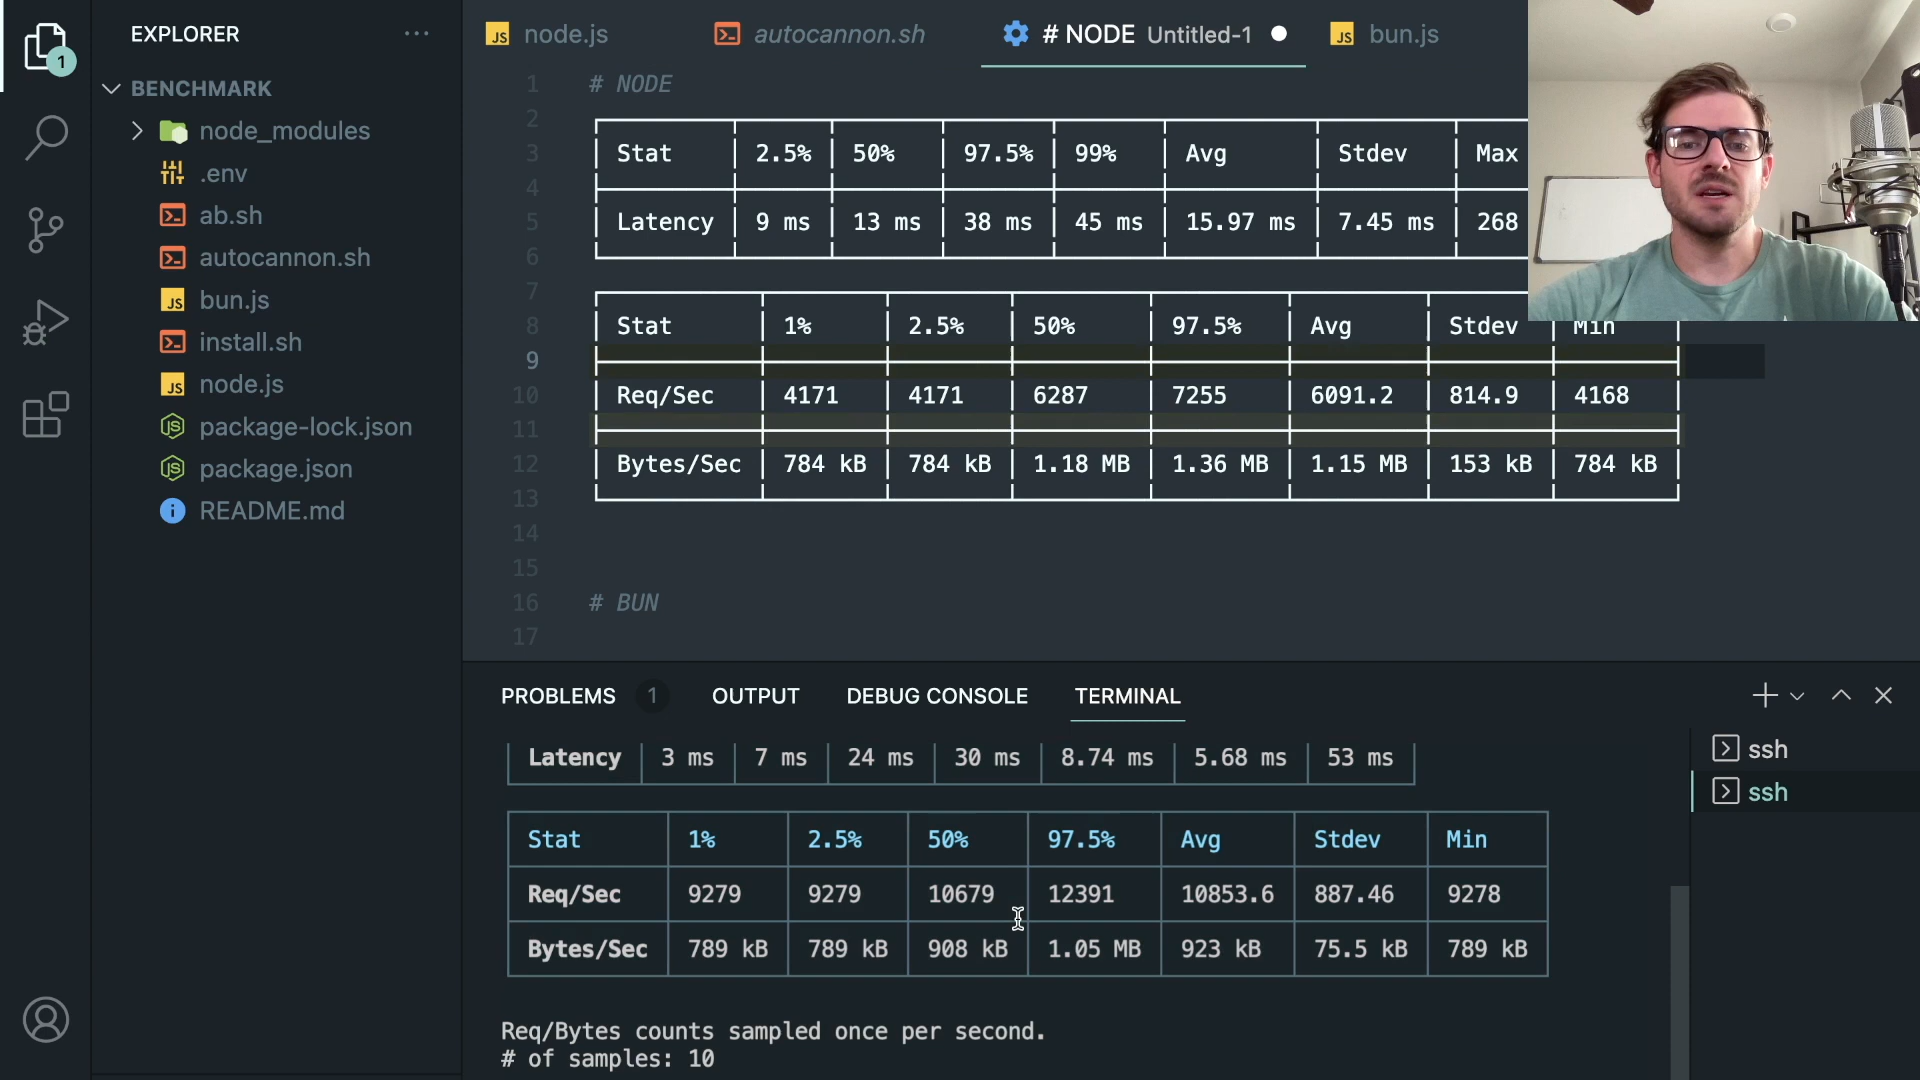 EXPLORER
1
BENCHMARK
node_modules
.env
ab.sh
autocannon.sh
bun.js
install.sh
node.js
package-lock.json
package.json
README.md
JS node.js
autocannon.sh
# NODE Untitled-1
JS bun.js
1 # NODE
2
3 Stat 2.5% 50% 97.5% 99% Avg Stdev Max
4
5 Latency 9 ms 13 ms 38 ms 45 ms 15.97 ms 7.45 ms 268
6
7
8 Stat 1% 2.5% 50% 97.5% Avg Stdev Min
9
10 Req/Sec 4171 4171 6287 7255 6091.2 814.9 4168
11
12 Bytes/Sec 784 kB 784 kB 1.18 MB 1.36 MB 1.15 MB 153 kB 784 kB
13
14
15
16 # BUN
17
PROBLEMS 1 OUTPUT DEBUG CONSOLE TERMINAL
Latency 3 ms 7 ms 24 ms 30 ms 8.74 ms 5.68 ms 53 ms
Stat 1% 2.5% 50% 97.5% Avg Stdev Min
Req/Sec 9279 9279 10679 12391 10853.6 887.46 9278
Bytes/Sec 789 kB 789 kB 908 kB 1.05 MB 923 kB 75.5 kB 789 kB
Req/Bytes counts sampled once per second.
# of samples: 10
ssh
ssh